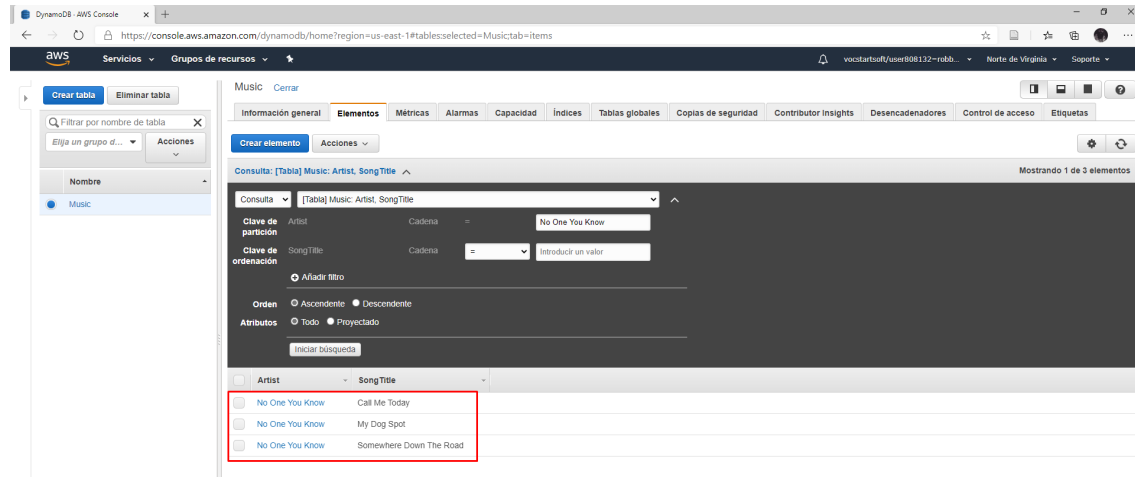 DynamoDB - AWS Console
https://console.aws.amazon.com/dynamodb/home?region=us-east-1#tables:selected=Music;tab=items
aws Servicios Grupos de recursos vocstartsoft/user808132=robb... Norte de Virginia Soporte
Crear tabla Eliminar tabla
Filtrar por nombre de tabla X
Elija un grupo d... Acciones
Nombre
Music
Music Cerrar
Información general Elementos Métricas Alarmas Capacidad Índices Tablas globales Copias de seguridad Contributor Insights Desencadenadores Control de acceso Etiquetas
Crear elemento Acciones
Consulta: [Tabla] Music: Artist, SongTitle Mostrando 1 de 3 elementos
Consulta [Tabla] Music: Artist, SongTitle
Clave de partición Artist Cadena = No One You Know
Clave de ordenación SongTitle Cadena = Introducir un valor
Añadir filtro
Orden Ascendente Descendente
Atributos Todo Proyectado
Iniciar búsqueda
Artist SongTitle
No One You Know Call Me Today
No One You Know My Dog Spot
No One You Know Somewhere Down The Road